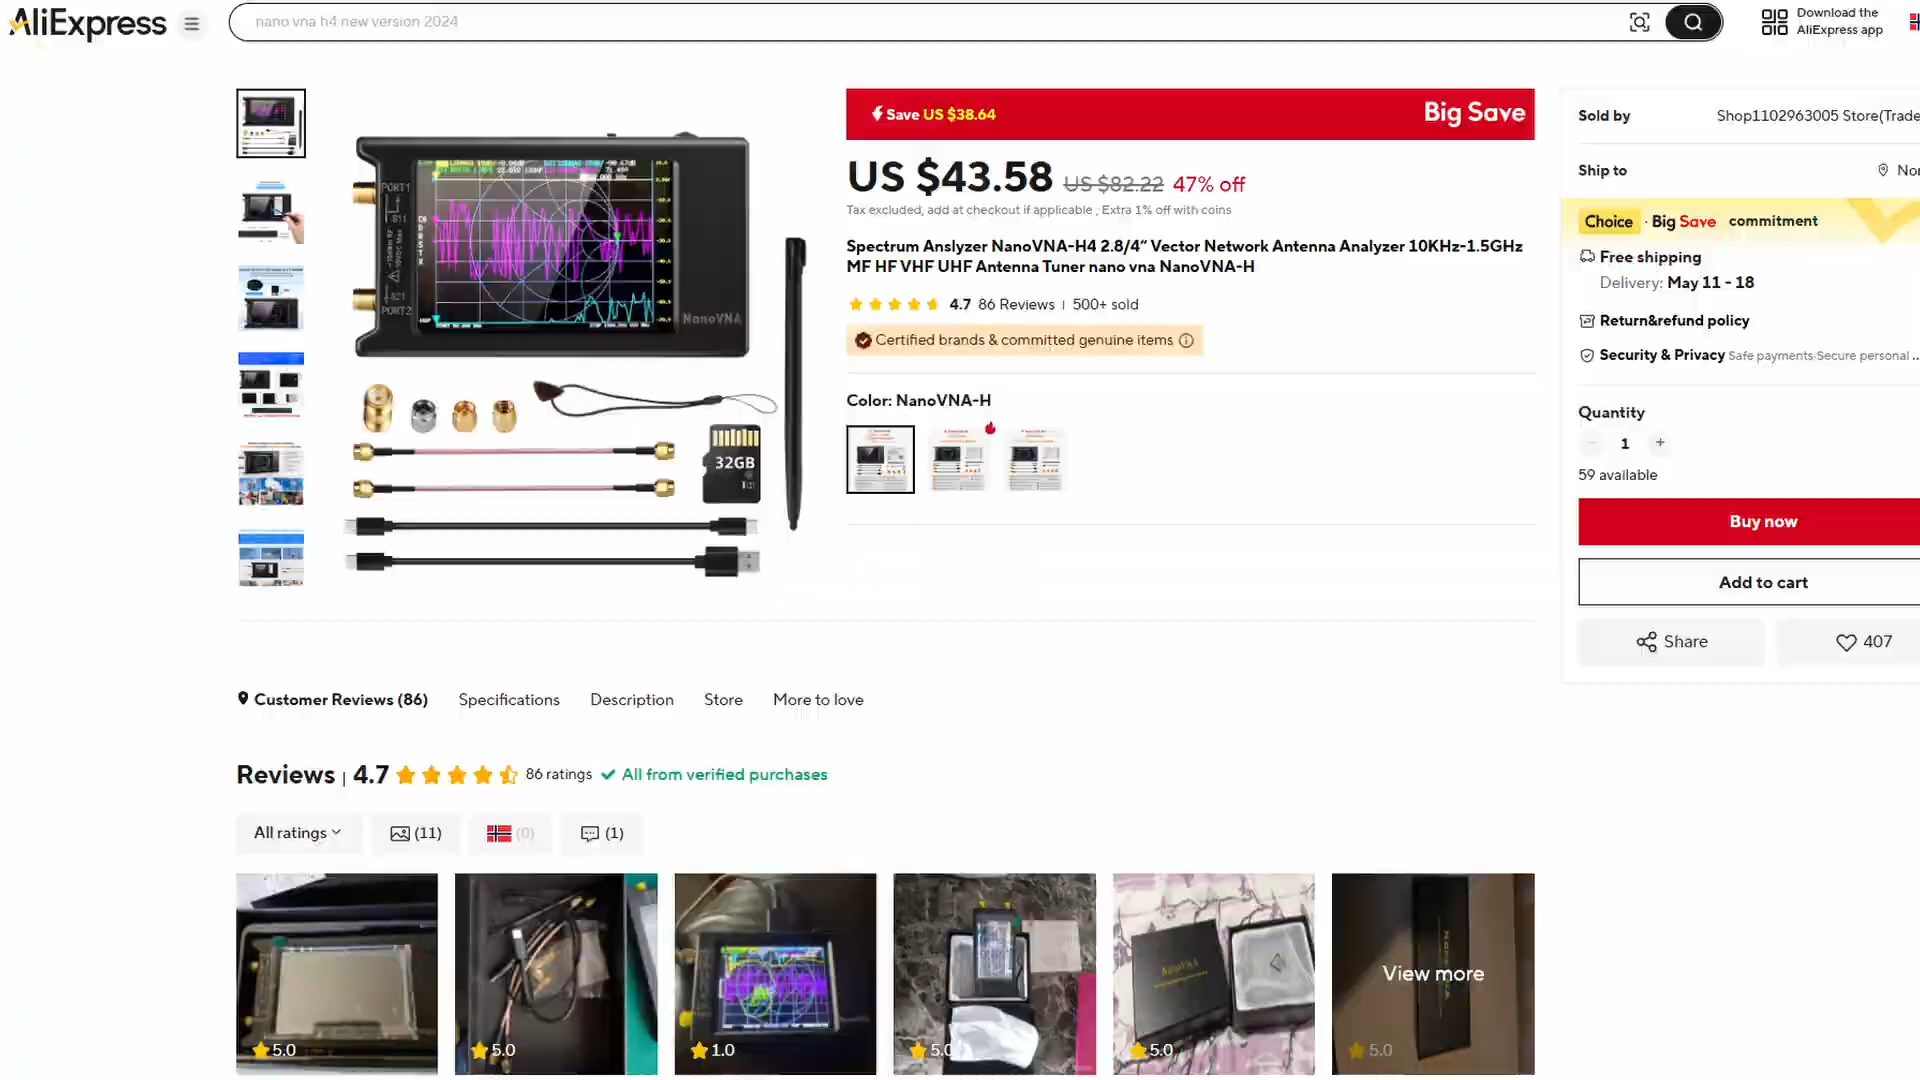 AliExpress
nano vna h4 new version 2024
Download the
AliExpress app
Save US $38.64
Big Save
US $43.58 US $82.22 47% off
Tax excluded, add at checkout if applicable ; Extra 1% off with coins
Spectrum Anslyzer NanoVNA-H4 2.8/4“ Vector Network Antenna Analyzer 10KHz-1.5GHz
MF HF VHF UHF Antenna Tuner nano vna NanoVNA-H
4.7 86 Reviews | 500+ sold
Certified brands & committed genuine items
Color: NanoVNA-H
PORT1
S11
S21
PORT2
NanoVNA
32GB
Sold by Shop1102963005 Store(Trade
Ship to Nor
Choice · Big Save commitment
Free shipping
Delivery: May 11 - 18
Return&refund policy
Security & Privacy Safe payments·Secure personal ...
Quantity
- 1 +
59 available
Buy now
Add to cart
Share
407
Customer Reviews (86) Specifications Description Store More to love
Reviews | 4.7 86 ratings All from verified purchases
All ratings (11) (0) (1)
5.0
5.0
1.0
5.0
NanoVNA
5.0
View more
5.0